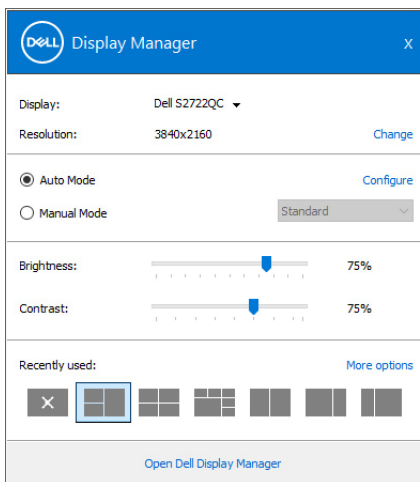 DELL Display Manager X
Display: Dell S2722QC
Resolution: 3840x2160 Change
Auto Mode Configure
Manual Mode Standard
Brightness: 75%
Contrast: 75%
Recently used: More options
Open Dell Display Manager